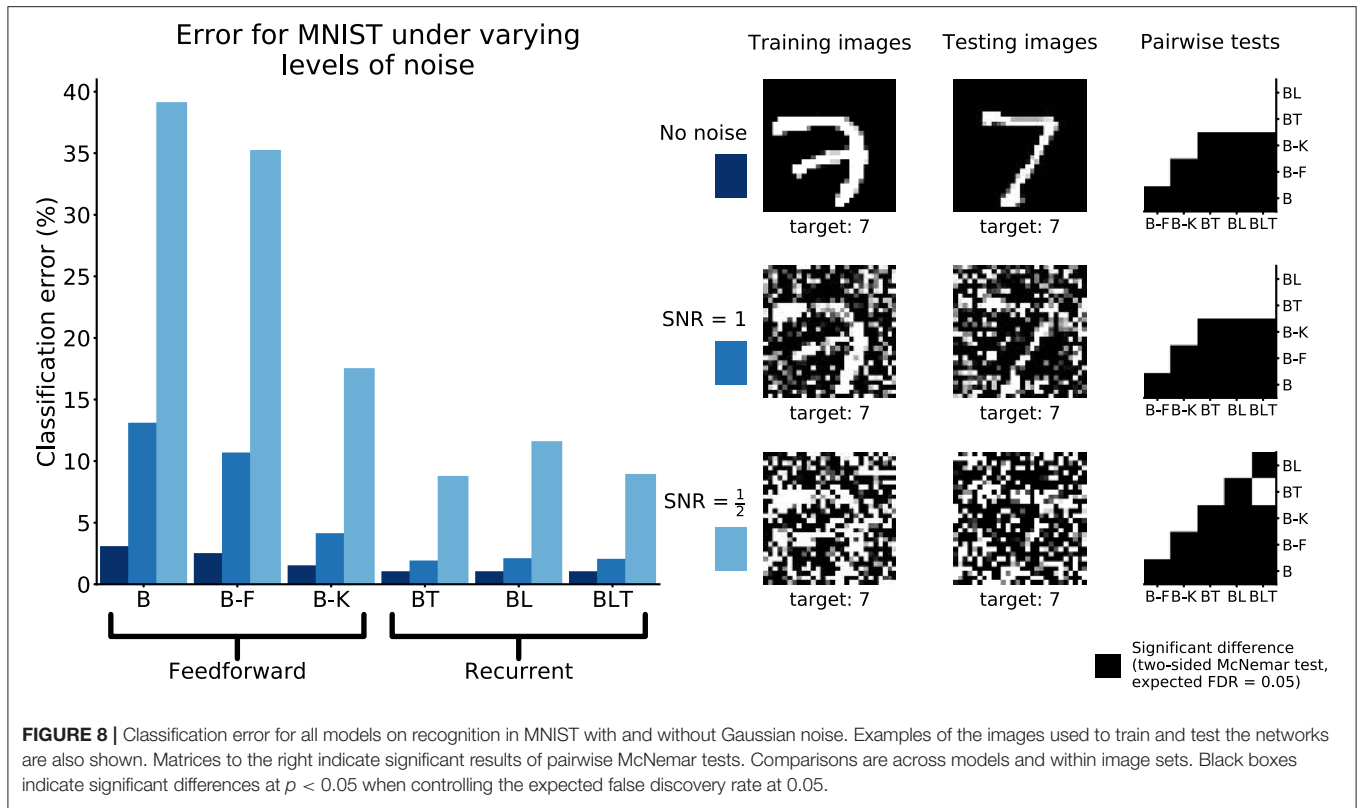 Error for MNIST under varying
levels of noise
Classification error (%)
40
35
30
25
20
15
10
5
0
B B-F B-K BT BL BLT
Feedforward Recurrent
Training images Testing images Pairwise tests
No noise
target: 7 target: 7
BL
BT
B-K
B-F
B
B-F B-K BT BL BLT
SNR = 1
target: 7 target: 7
BL
BT
B-K
B-F
B
B-F B-K BT BL BLT
SNR = 1/2
target: 7 target: 7
BL
BT
B-K
B-F
B
B-F B-K BT BL BLT
Significant difference
(two-sided McNemar test,
expected FDR = 0.05)
FIGURE 8 | Classification error for all models on recognition in MNIST with and without Gaussian noise. Examples of the images used to train and test the networks
are also shown. Matrices to the right indicate significant results of pairwise McNemar tests. Comparisons are across models and within image sets. Black boxes
indicate significant differences at p < 0.05 when controlling the expected false discovery rate at 0.05.